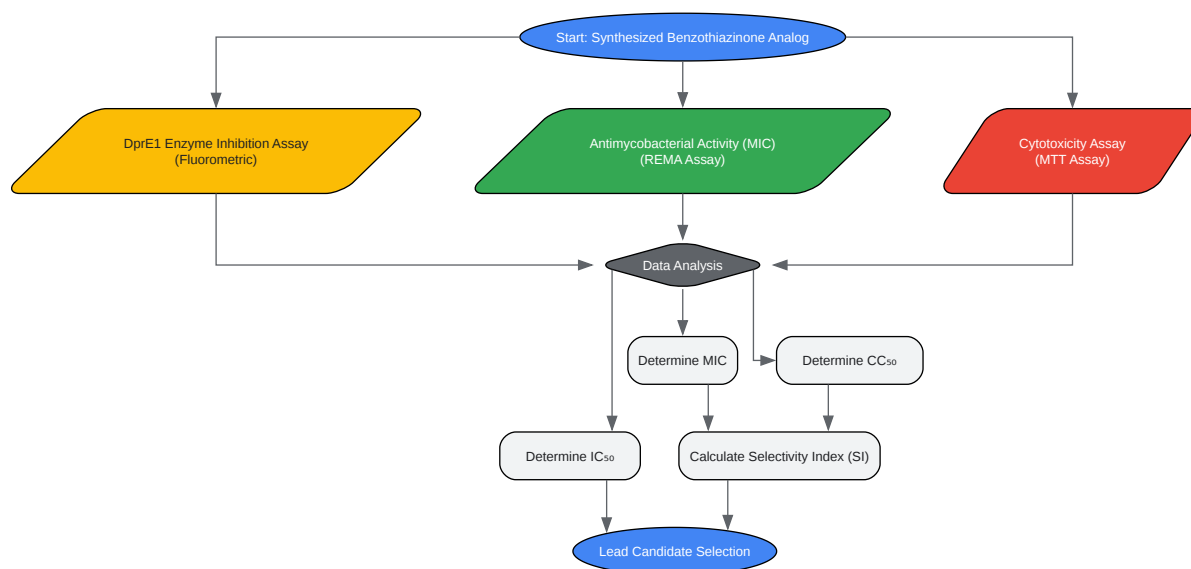 Start: Synthesized Benzothiazinone Analog
DprE1 Enzyme Inhibition Assay
(Fluorometric)
Antimycobacterial Activity (MIC)
(REMA Assay)
Cytotoxicity Assay
(MTT Assay)
Data Analysis
Determine MIC
Determine CC₅₀
Determine IC₅₀
Calculate Selectivity Index (SI)
Lead Candidate Selection